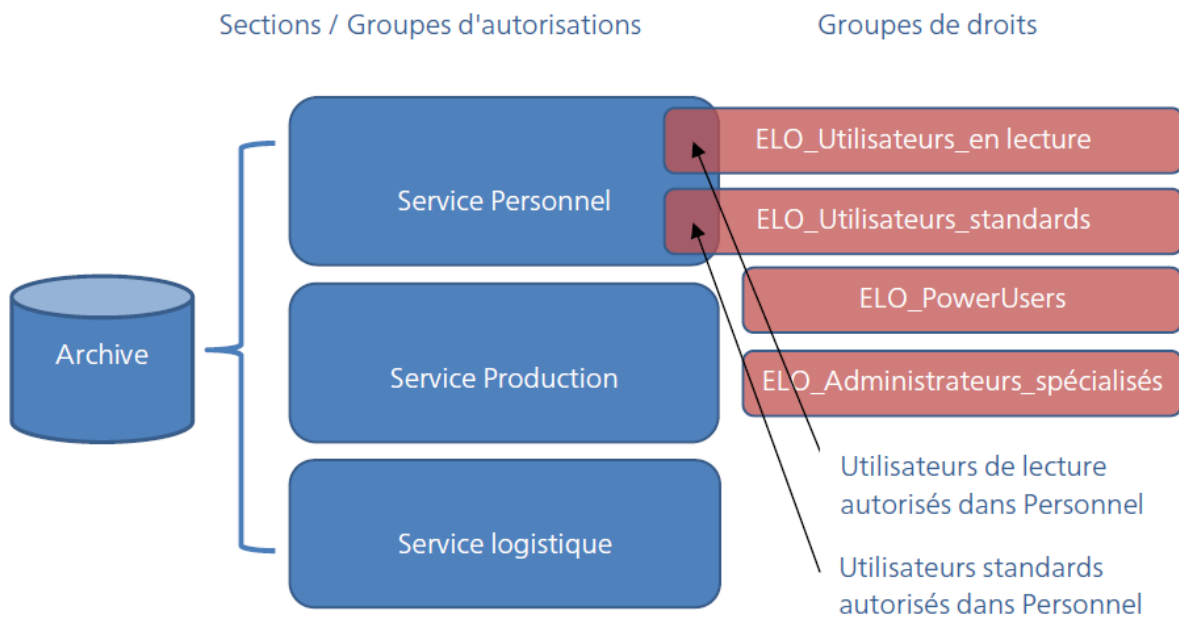 Sections / Groupes d'autorisations
Groupes de droits
Service Personnel
ELO_Utilisateurs_en lecture
ELO_Utilisateurs_standards
ELO_PowerUsers
Archive
Service Production
ELO_Administrateurs_spécialisés
Utilisateurs de lecture
autorisés dans Personnel
Service logistique
Utilisateurs standards
autorisés dans Personnel